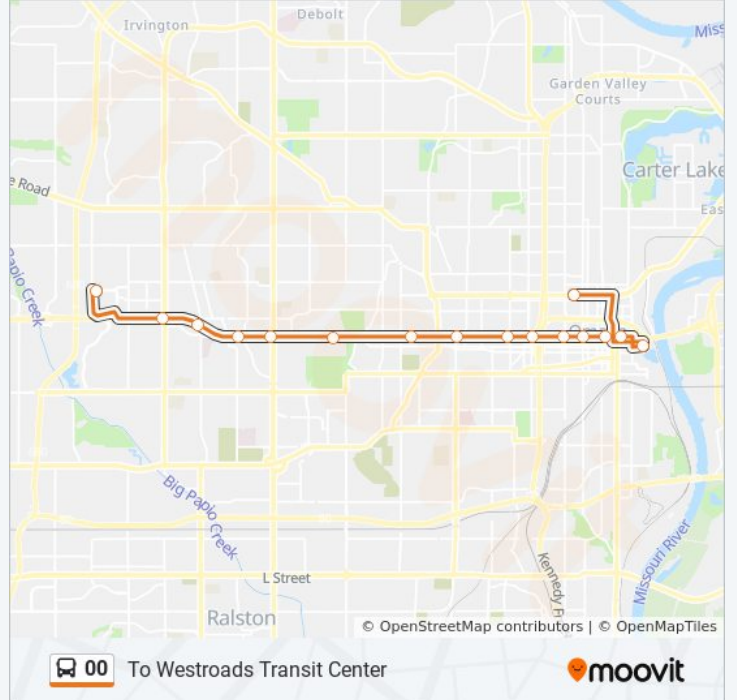 Debolt
Irvington
Miss
Garden Valley
Courts
Carter Lake
e Road
Eas
Papio Creek
Big Papio Creek
Missouri River
Kennedy F
L Street
Ralston
© OpenStreetMap contributors | © OpenMapTiles
00 To Westroads Transit Center
moovit